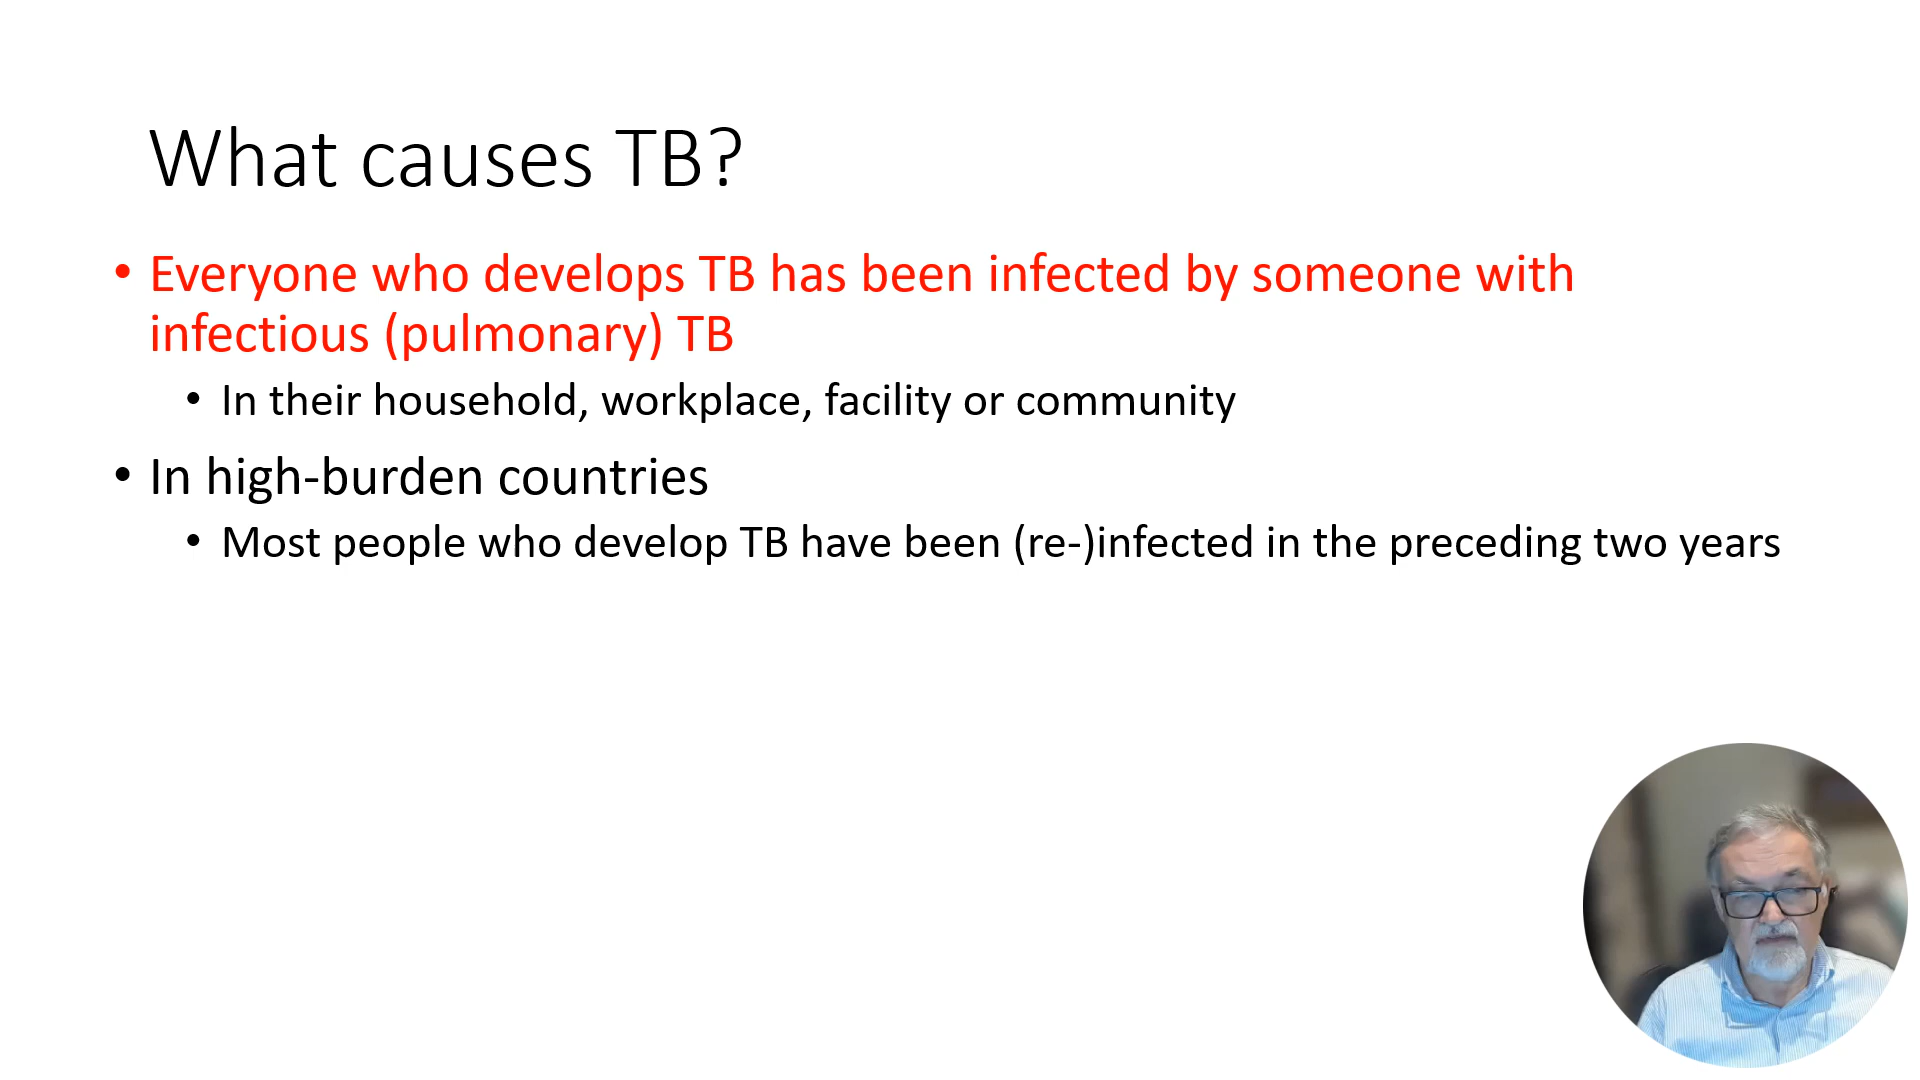 What causes TB?
• Everyone who develops TB has been infected by someone with
infectious (pulmonary) TB
• In their household, workplace, facility or community
• In high-burden countries
• Most people who develop TB have been (re-)infected in the preceding two years